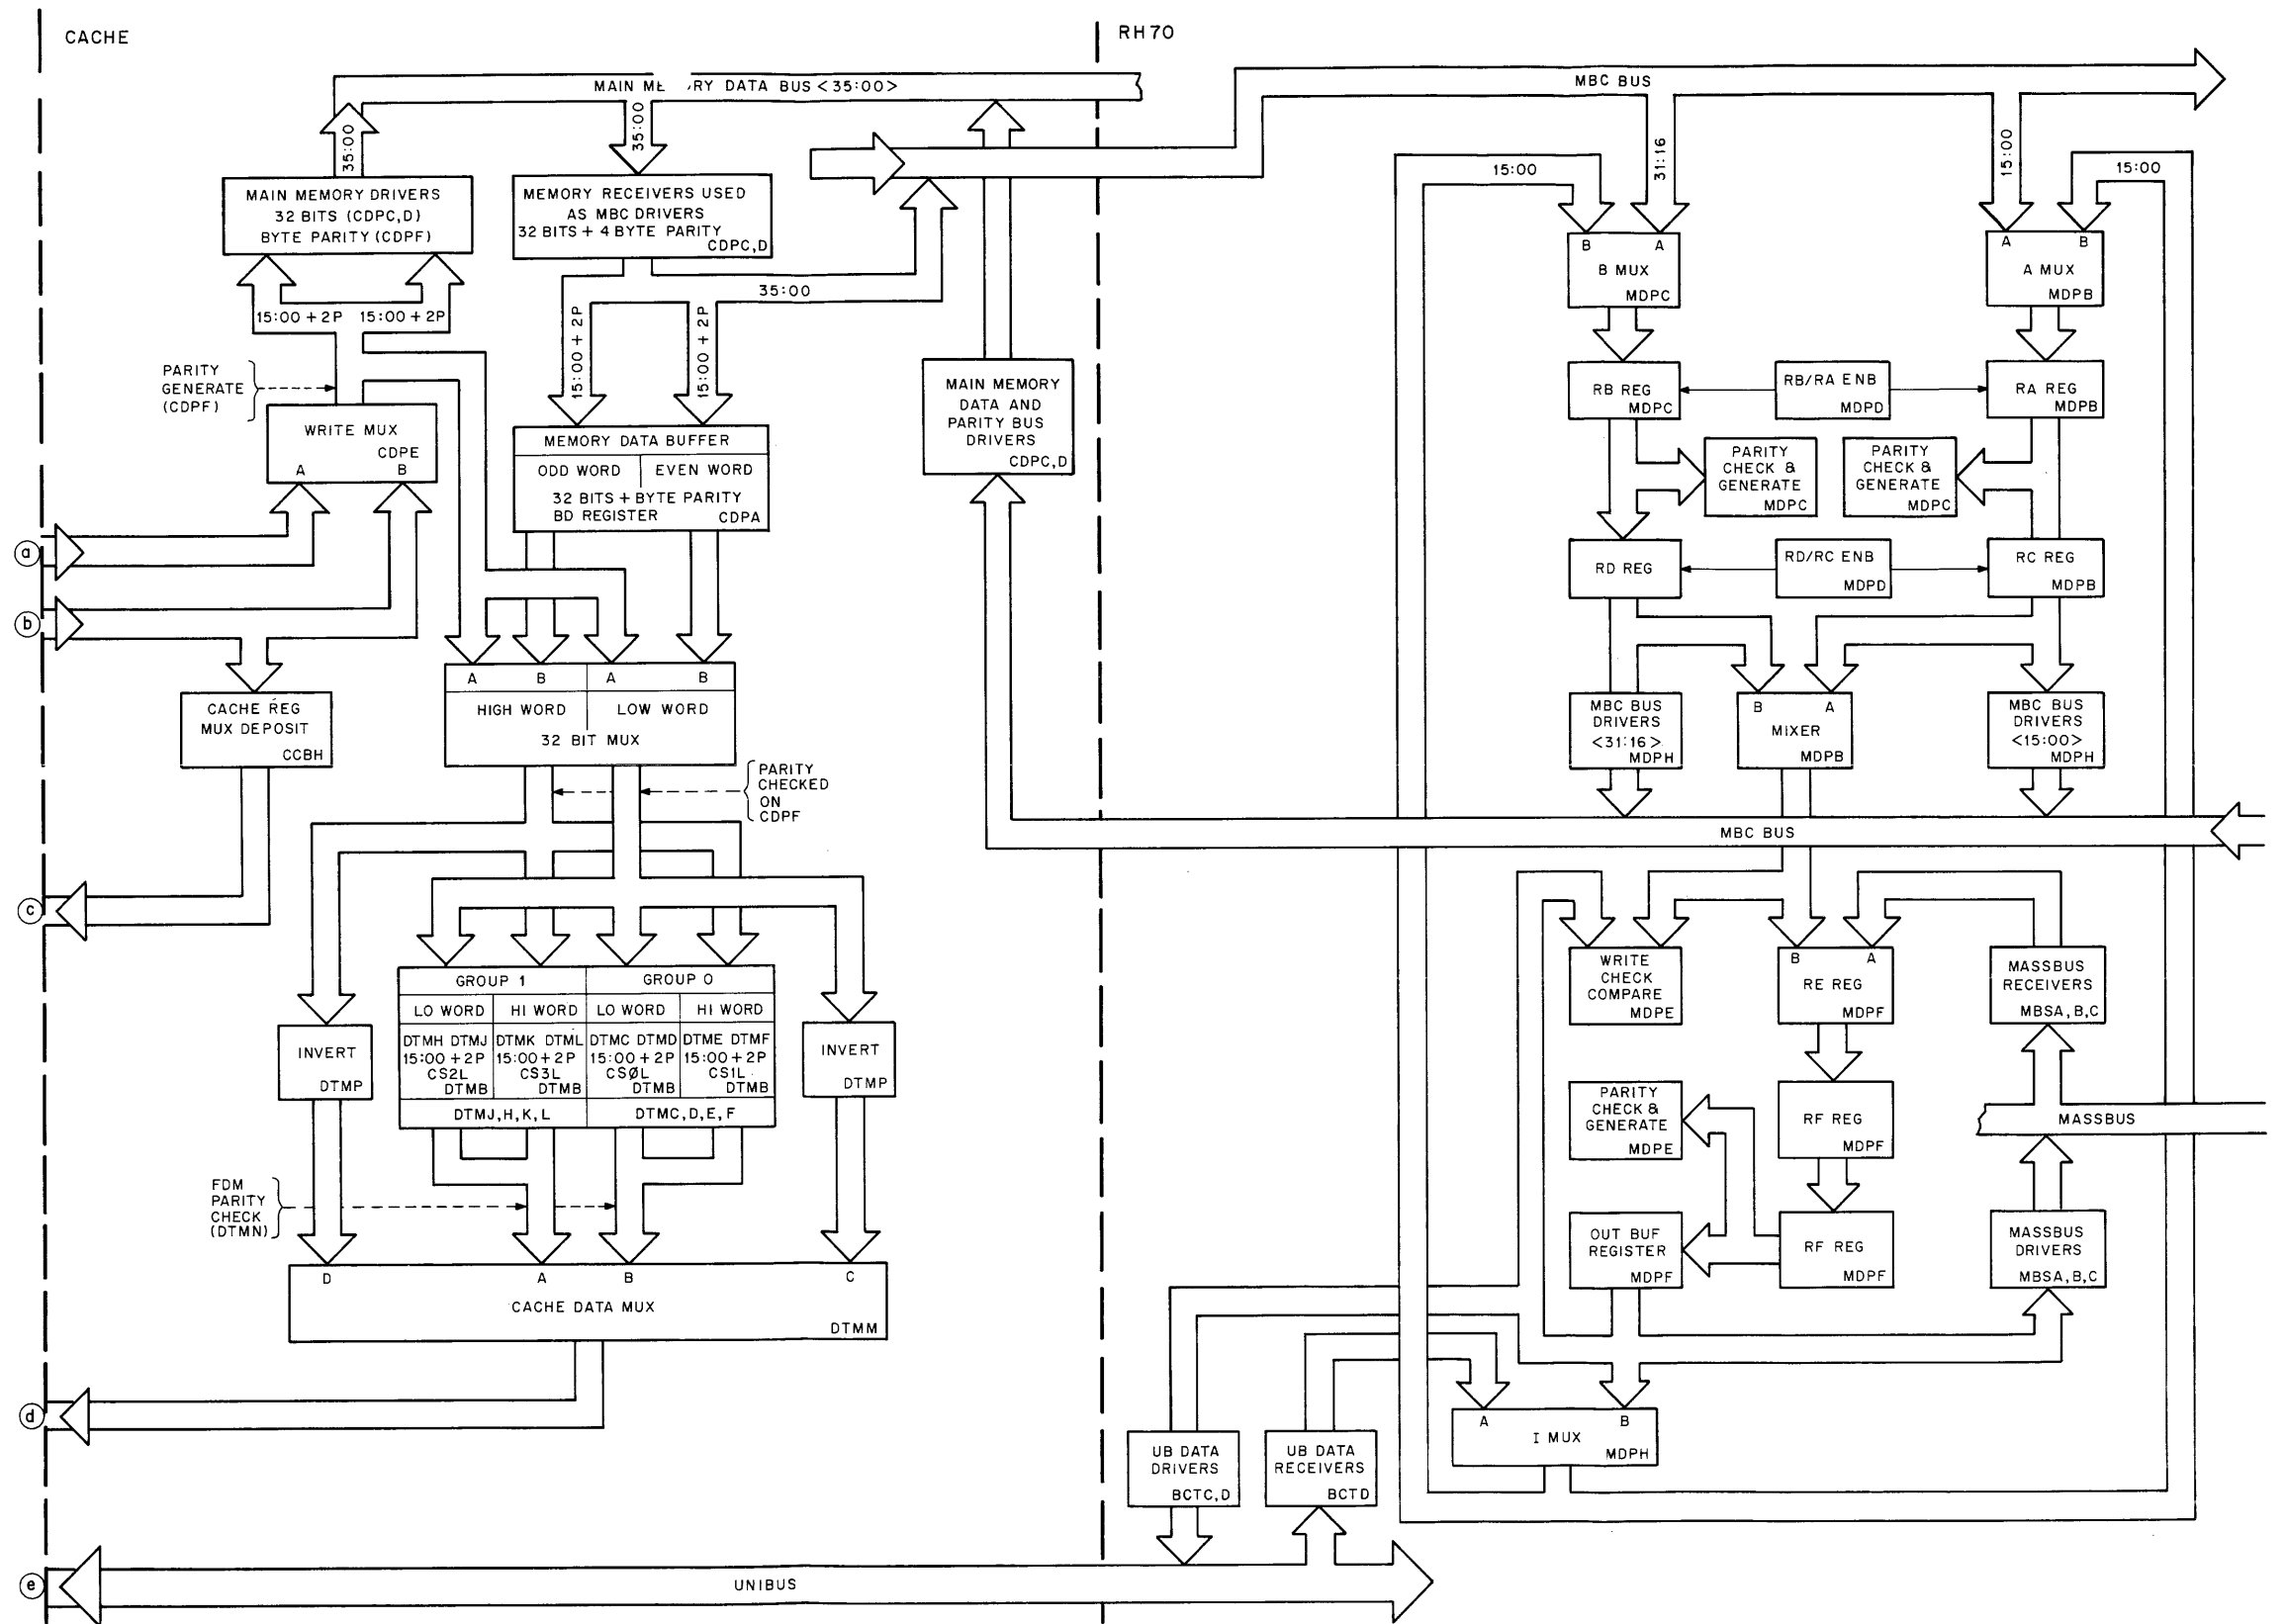 CACHE
RH70
MAIN ME RY DATA BUS <35:00>
MBC BUS
35:00
35:00
31:16
15:00
15:00
15:00
MAIN MEMORY DRIVERS
32 BITS (CDPC,D)
BYTE PARITY (CDPF)
MEMORY RECEIVERS USED
AS MBC DRIVERS
32 BITS + 4 BYTE PARITY
CDPC,D
35:00
15:00 + 2P
15:00 + 2P
15:00 + 2P
15:00 + 2P
B
A
B MUX
MDPC
A
B
A MUX
MDPB
PARITY
GENERATE
(CDPF)
WRITE MUX
CDPE
A
B
MEMORY DATA BUFFER
ODD WORD
EVEN WORD
32 BITS + BYTE PARITY
BD REGISTER
CDPA
MAIN MEMORY
DATA AND
PARITY BUS
DRIVERS
CDPC,D
RB REG
MDPC
RB/RA ENB
MDPD
RA REG
MDPB
PARITY
CHECK &
GENERATE
MDPC
PARITY
CHECK &
GENERATE
MDPC
RD REG
RD/RC ENB
MDPD
RC REG
MDPB
a
b
CACHE REG
MUX DEPOSIT
CCBH
A
B
A
B
HIGH WORD
LOW WORD
32 BIT MUX
PARITY
CHECKED
ON
CDPF
MBC BUS
DRIVERS
<31:16>
MDPH
B
A
MIXER
MDPB
MBC BUS
DRIVERS
<15:00>
MDPH
MBC BUS
c
GROUP 1
GROUP 0
LO WORD
HI WORD
LO WORD
HI WORD
DTMH DTMJ
15:00 + 2P
CS2L
DTMB
DTMK DTML
15:00+2P
CS3L
DTMB
DTMC DTMD
15:00 + 2P
CSØL
DTMB
DTME DTMF
15:00 + 2P
CS1L
DTMB
DTMJ,H,K,L
DTMC,D,E,F
INVERT
DTMP
INVERT
DTMP
WRITE
CHECK
COMPARE
MDPE
B
A
RE REG
MDPF
MASSBUS
RECEIVERS
MBSA,B,C
PARITY
CHECK &
GENERATE
MDPE
RF REG
MDPF
MASSBUS
FDM
PARITY
CHECK
(DTMN)
OUT BUF
REGISTER
MDPF
RF REG
MDPF
MASSBUS
DRIVERS
MBSA,B,C
D
A
B
C
CACHE DATA MUX
DTMM
d
UB DATA
DRIVERS
BCTC,D
UB DATA
RECEIVERS
BCTD
A
B
I MUX
MDPH
e
UNIBUS